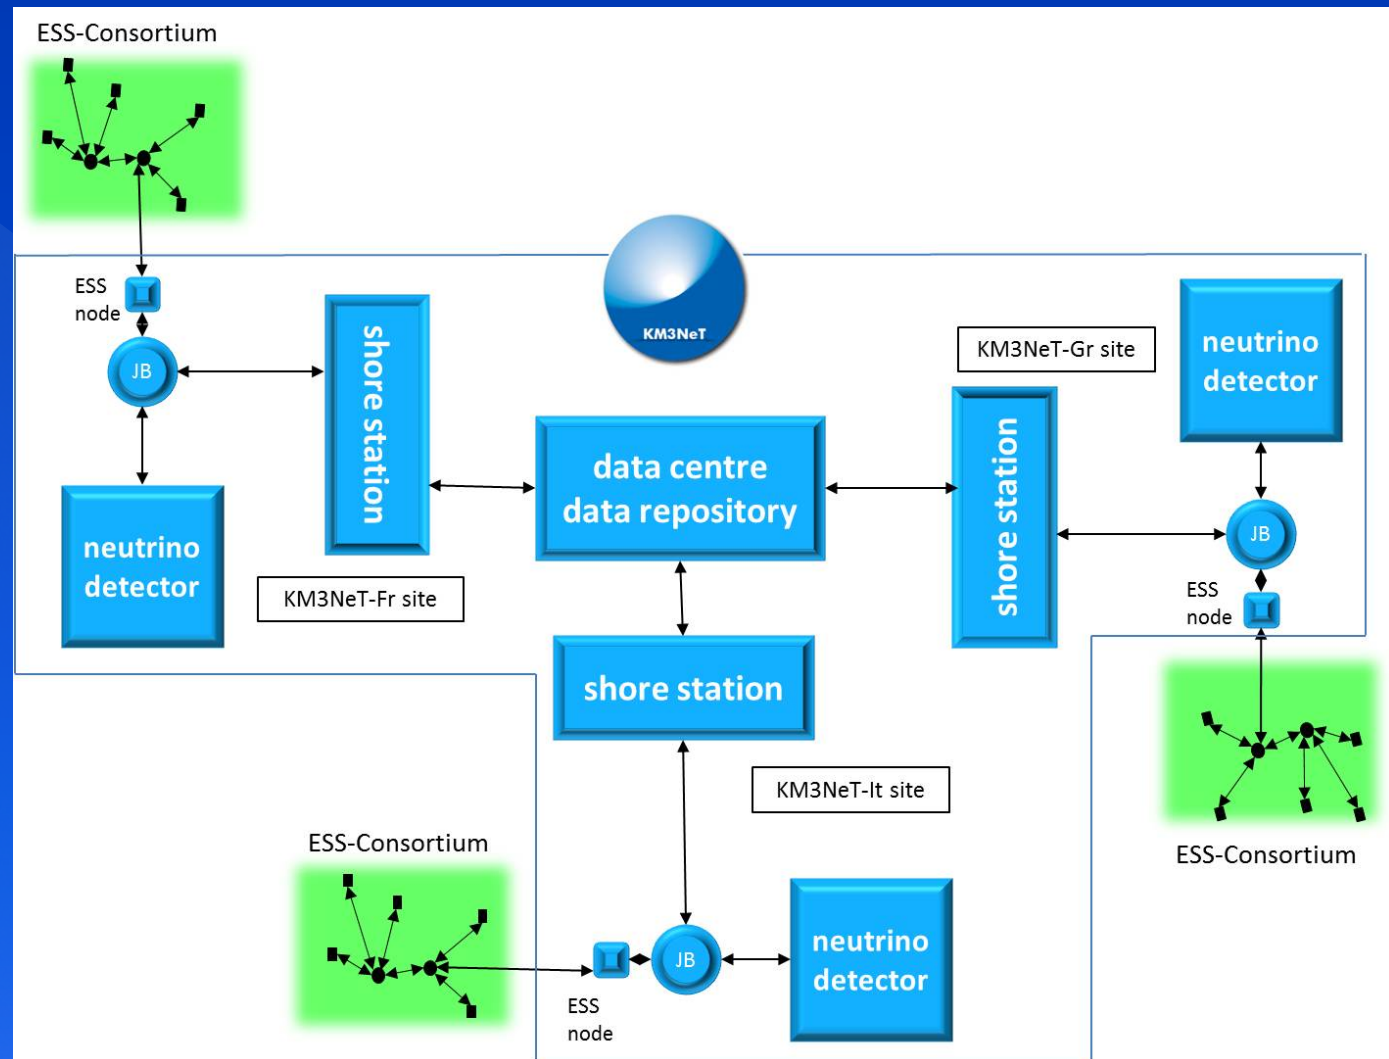 ESS-Consortium
KM3NeT
ESS
node
JB
shore station
neutrino
detector
KM3NeT-Fr site
data centre
data repository
KM3NeT-Gr site
shore station
neutrino
detector
JB
ESS
node
ESS-Consortium
shore station
KM3NeT-It site
ESS-Consortium
ESS
node
JB
neutrino
detector